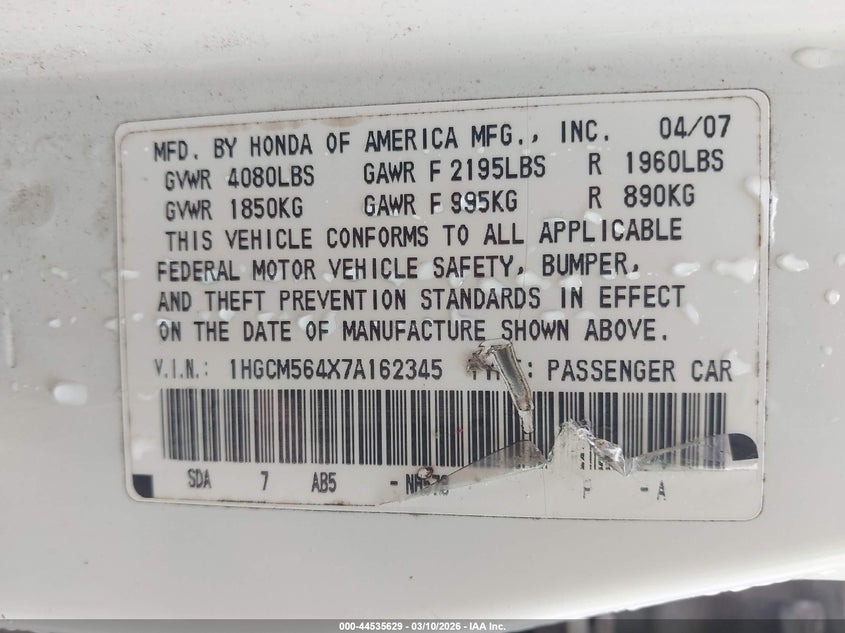 MFD. BY HONDA OF AMERICA MFG., INC. 04/07
GVWR 4080LBS GAWR F 2195LBS R 1960LBS
GVWR 1850KG GAWR F 995KG R 890KG
THIS VEHICLE CONFORMS TO ALL APPLICABLE
FEDERAL MOTOR VEHICLE SAFETY, BUMPER,
AND THEFT PREVENTION STANDARDS IN EFFECT
ON THE DATE OF MANUFACTURE SHOWN ABOVE.
V.I.N.: 1HGCM564X7A162345 : PASSENGER CAR
SDA 7 AB5 - -A
000-44535629 — 03/10/2026 — IAA Inc.